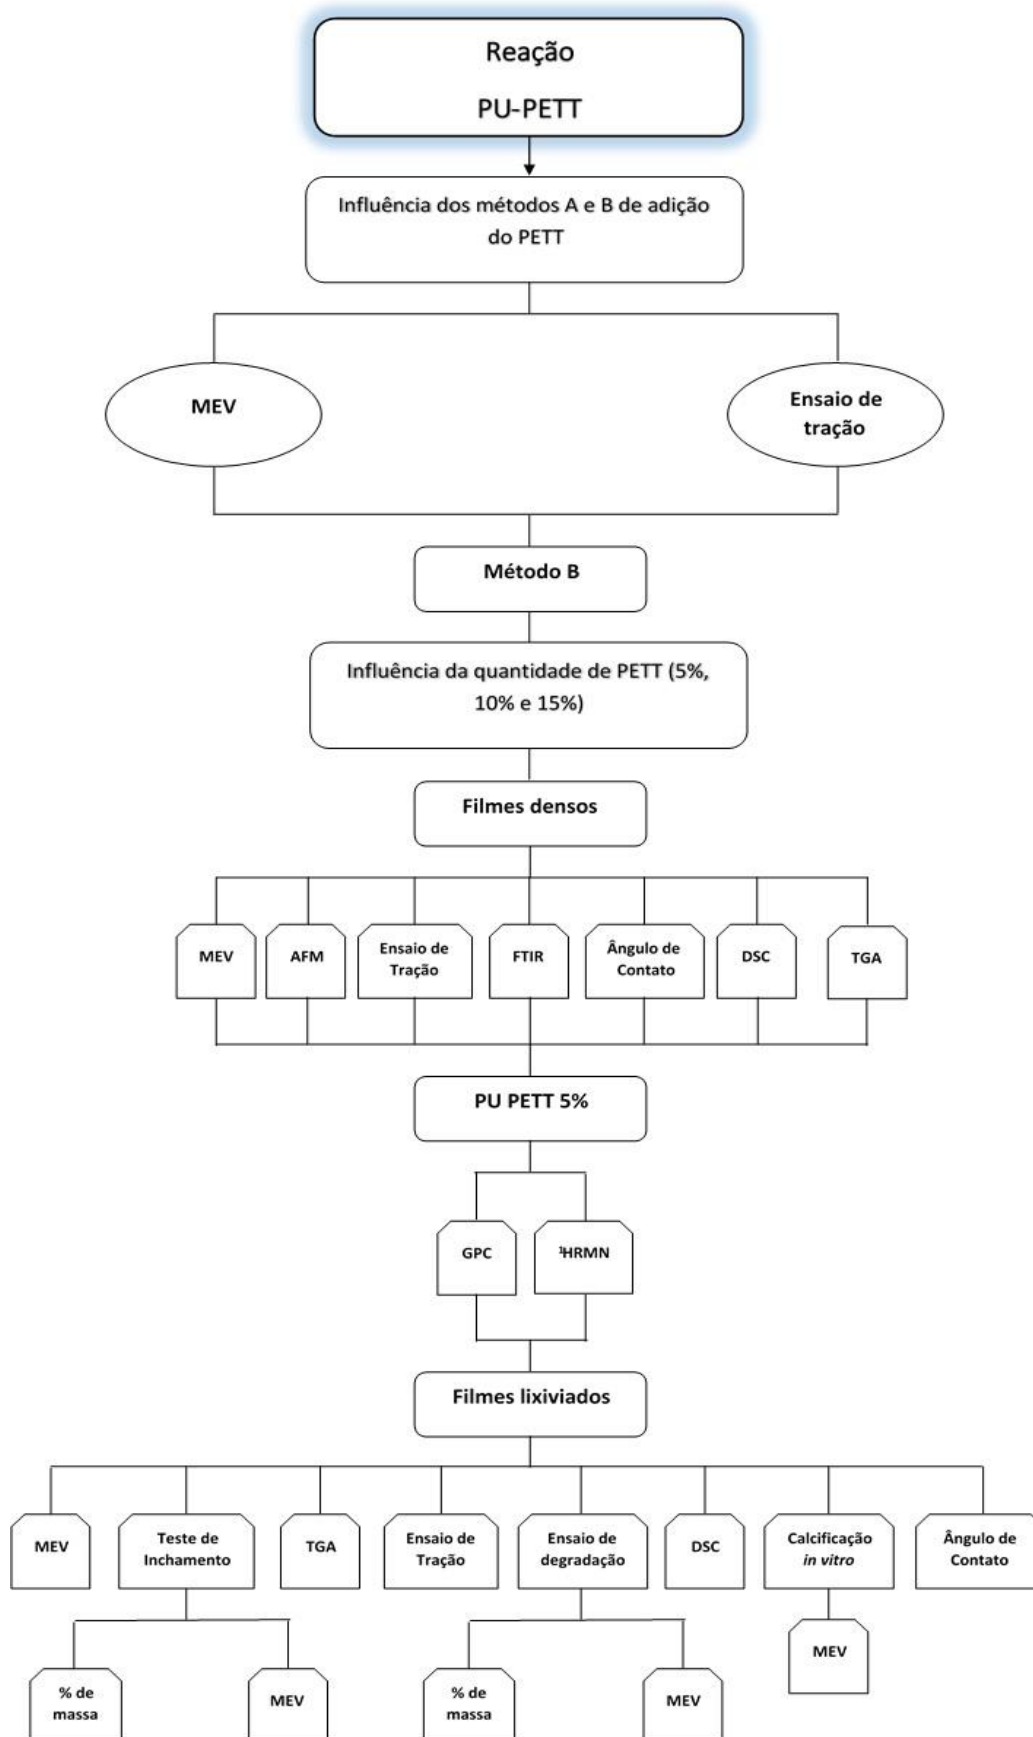 Reação
PU-PETT
Influência dos métodos A e B de adição
do PETT
MEV
Ensaio de
tração
Método B
Influência da quantidade de PETT (5%,
10% e 15%)
Filmes densos
MEV
AFM
Ensaio de
Tração
FTIR
Ângulo de
Contato
DSC
TGA
PU PETT 5%
GPC
¹HRMN
Filmes lixiviados
MEV
Teste de
Inchamento
TGA
Ensaio de
Tração
Ensaio de
degradação
DSC
Calcificação
in vitro
Ângulo de
Contato
% de
massa
MEV
% de
massa
MEV
MEV